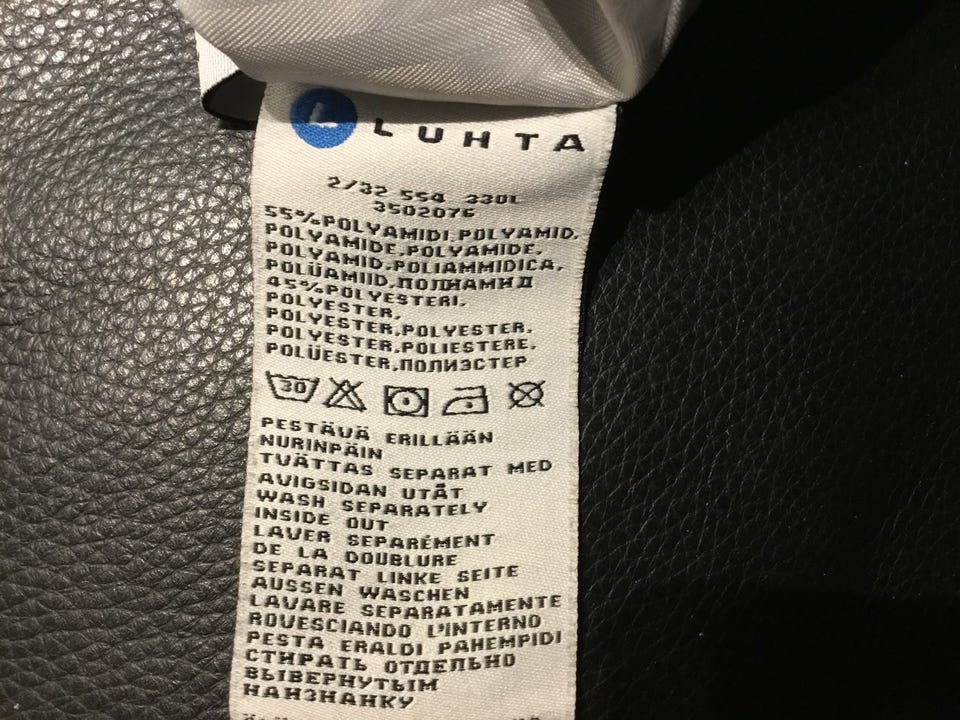 L LUHTA
2/32 554 330L
3502076
55%POLYAMIDI,POLYAMID,
POLYAMIDE,POLYAMIDE,
POLYAMID,POLIAMMIDICA,
POLÜAMIID,ПОЛИАМИД
45%POLYESTERI,
POLYESTER,
POLYESTER,POLYESTER,
POLYESTER,POLIESTERE,
POLÜESTER,ПОЛИЭСТЕР
30
PESTÄVÄ ERILLÄÄN
NURINPÄIN
TVÄTTAS SEPARAT MED
AVIGSIDAN UTÅT
WASH SEPARATELY
INSIDE OUT
LAVER SEPARÉMENT
DE LA DOUBLURE
SEPARAT LINKE SEITE
AUSSEN WASCHEN
LAVARE SEPARATAMENTE
ROVESCIANDO L'INTERNO
PESTA ERALDI PAHEMPIDI
СТИРАТЬ ОТДЕЛЬНО
ВЫВЕРНУТЫМ
НАИЗНАНКУ